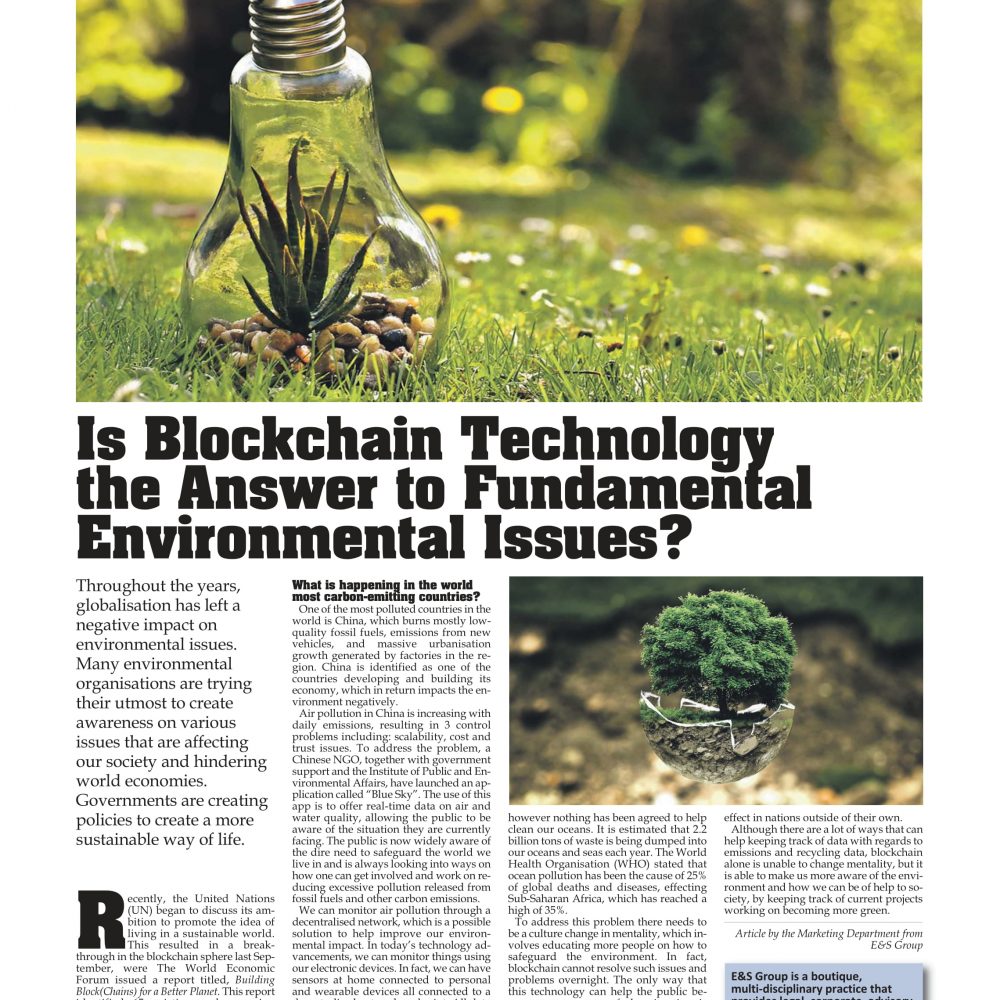 Is Blockchain Technology
the Answer to Fundamental
Environmental Issues?
Throughout the years,
globalisation has left a
negative impact on
environmental issues.
Many environmental
organisations are trying
their utmost to create
awareness on various
issues that are affecting
our society and hindering
world economies.
Governments are creating
policies to create a more
sustainable way of life.
Recently, the United Nations
(UN) began to discuss its am-
bition to promote the idea of
living in a sustainable world.
This resulted in a break-
through in the blockchain sphere last Sep-
tember, were The World Economic
Forum issued a report titled, Building
Block(Chains) for a Better Planet. This report
What is happening in the world
most carbon-emitting countries?
One of the most polluted countries in the
world is China, which burns mostly low-
quality fossil fuels, emissions from new
vehicles, and massive urbanisation
growth generated by factories in the re-
gion. China is identified as one of the
countries developing and building its
economy, which in return impacts the en-
vironment negatively.
Air pollution in China is increasing with
daily emissions, resulting in 3 control
problems including: scalability, cost and
trust issues. To address the problem, a
Chinese NGO, together with government
support and the Institute of Public and En-
vironmental Affairs, have launched an ap-
plication called “Blue Sky”. The use of this
app is to offer real-time data on air and
water quality, allowing the public to be
aware of the situation they are currently
facing. The public is now widely aware of
the dire need to safeguard the world we
live in and is always looking into ways on
how one can get involved and work on re-
ducing excessive pollution released from
fossil fuels and other carbon emissions.
We can monitor air pollution through a
decentralised network, which is a possible
solution to help improve our environ-
mental impact. In today’s technology ad-
vancements, we can monitor things using
our electronic devices. In fact, we can have
sensors at home connected to personal
and wearable devices all connected to a
however nothing has been agreed to help
clean our oceans. It is estimated that 2.2
billion tons of waste is being dumped into
our oceans and seas each year. The World
Health Organisation (WHO) stated that
ocean pollution has been the cause of 25%
of global deaths and diseases, effecting
Sub-Saharan Africa, which has reached a
high of 35%.
To address this problem there needs to
be a culture change in mentality, which in-
volves educating more people on how to
safeguard the environment. In fact,
blockchain cannot resolve such issues and
problems overnight. The only way that
this technology can help the public be-
effect in nations outside of their own.
Although there are a lot of ways that can
help keeping track of data with regards to
emissions and recycling data, blockchain
alone is unable to change mentality, but it
is able to make us more aware of the envi-
ronment and how we can be of help to so-
ciety, by keeping track of current projects
working on becoming more green.
Article by the Marketing Department from
E&S Group
E&S Group is a boutique,
multi-disciplinary practice that